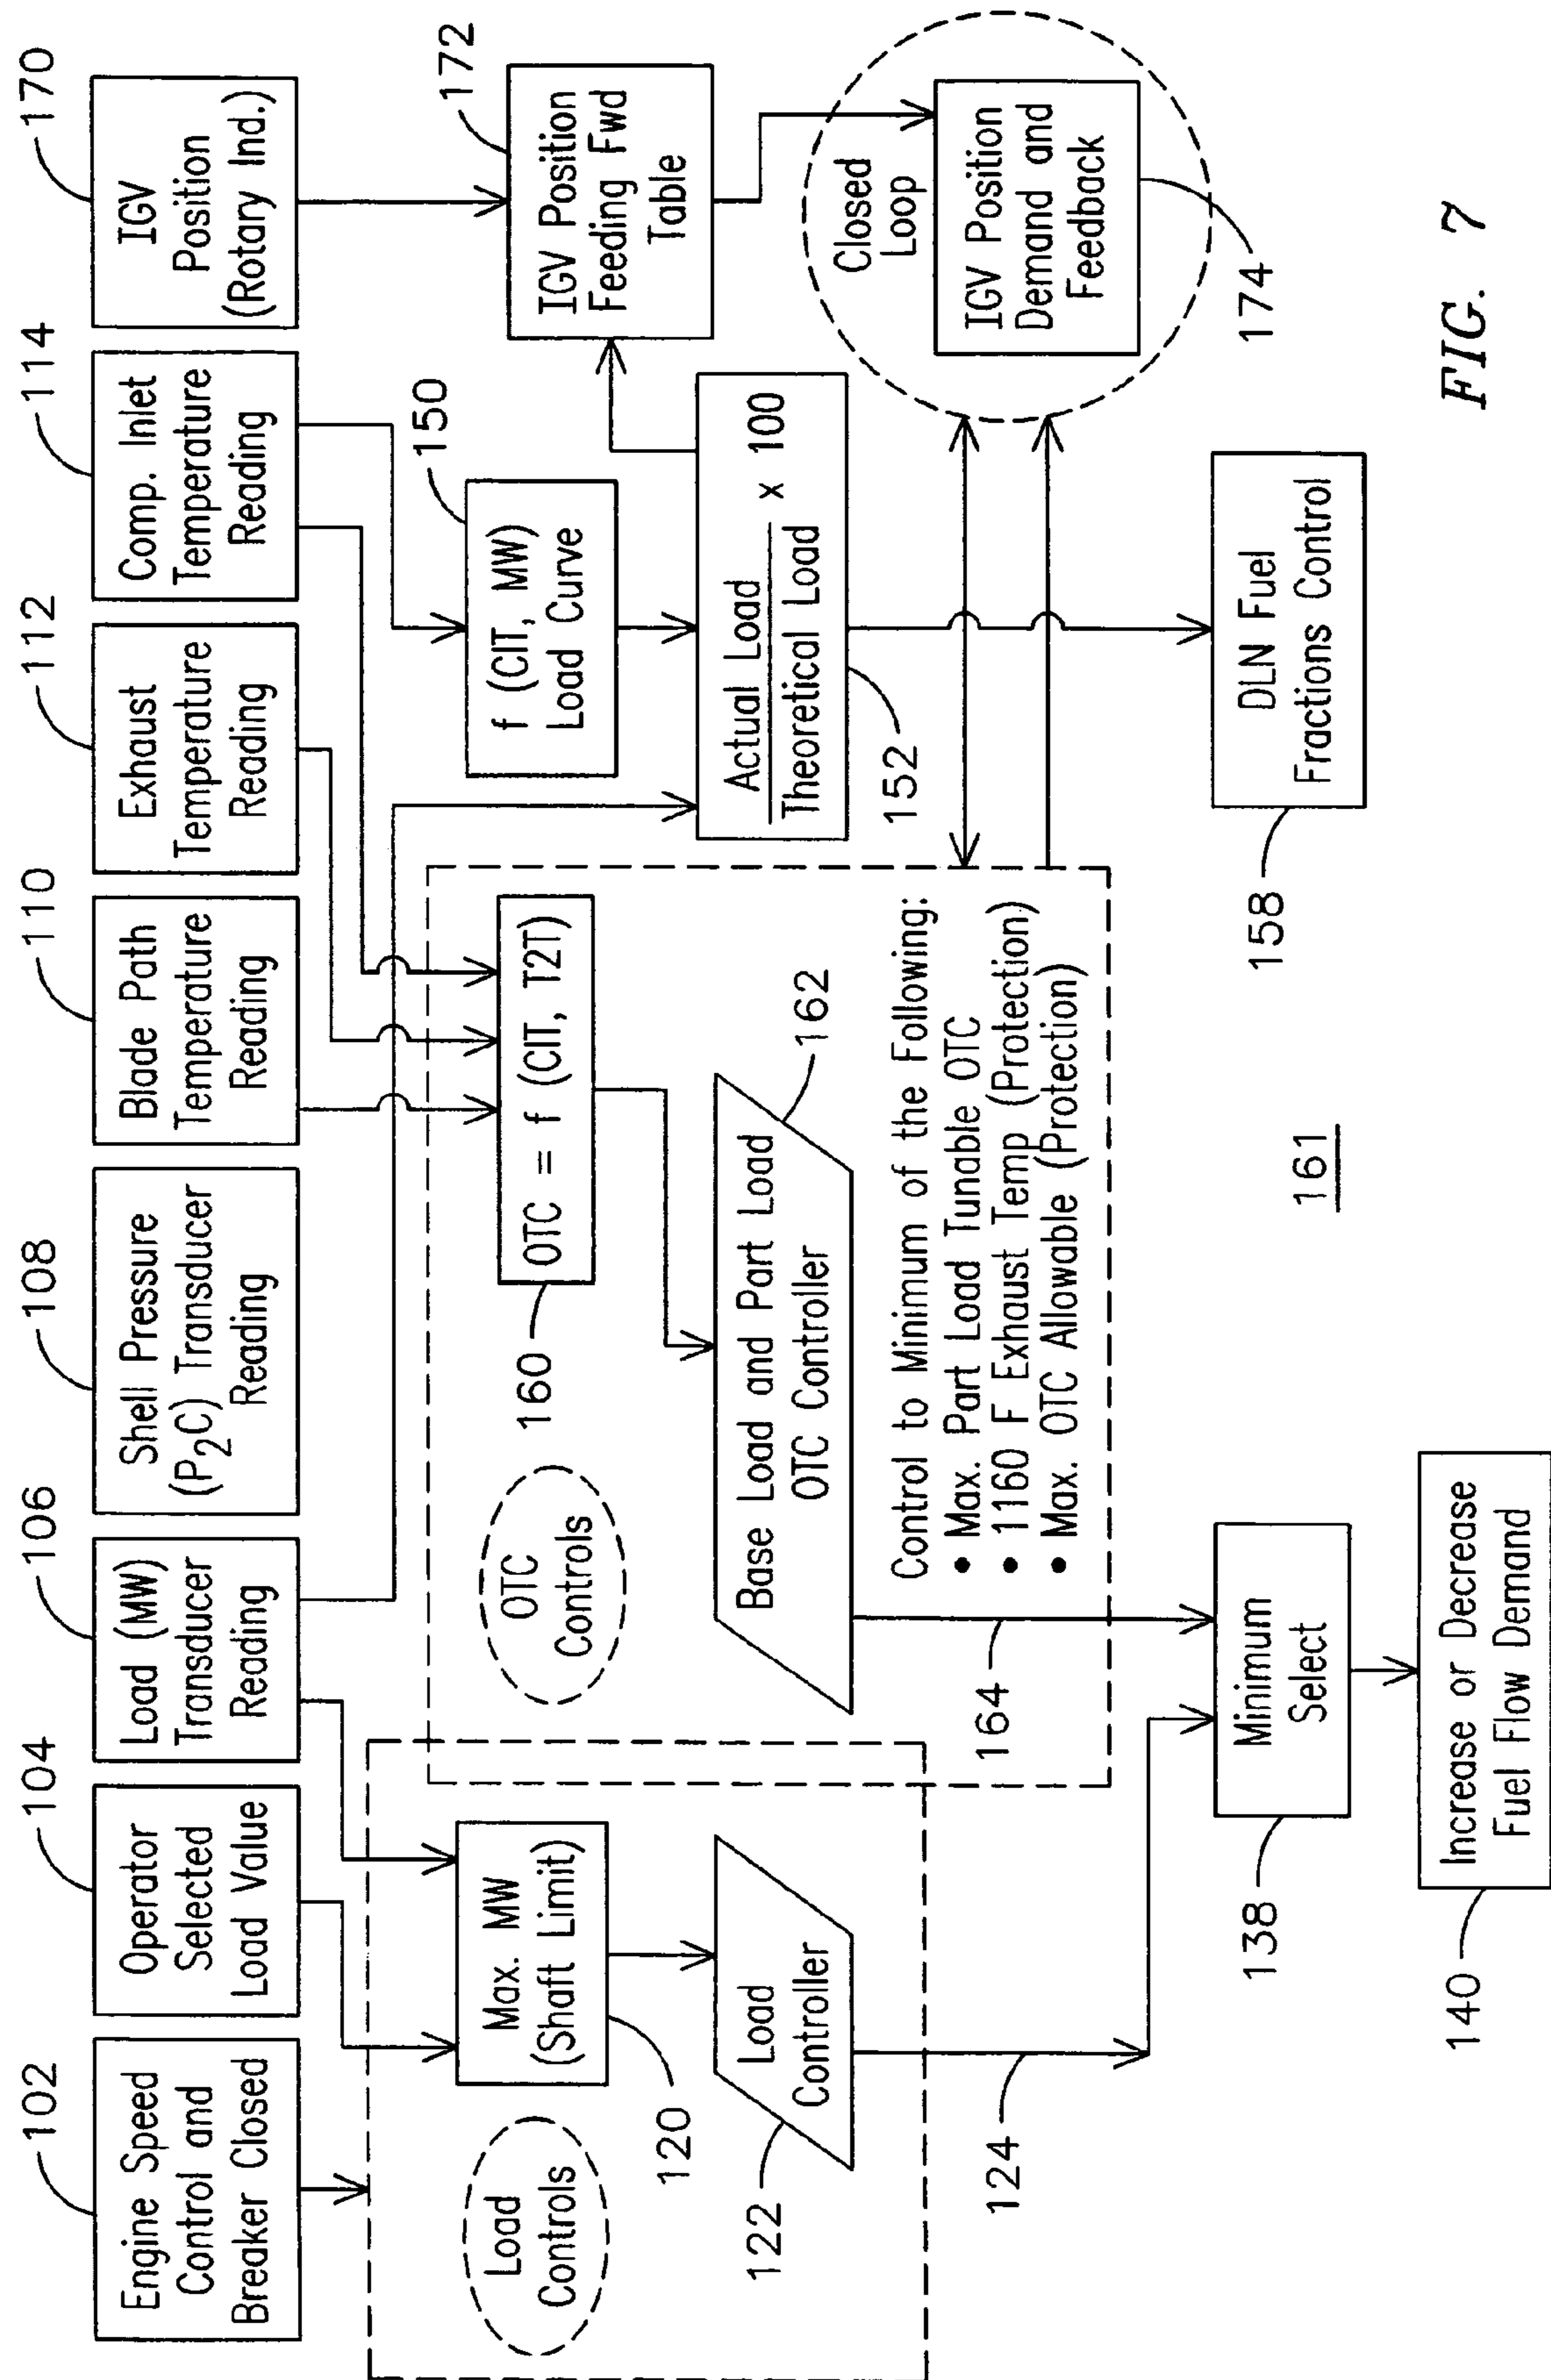 102
104
106
108
110
112
114
170
Engine Speed
Control and
Breaker Closed
Operator
Selected
Load Value
Load (MW)
Transducer
Reading
Shell Pressure
(P2C) Transducer
Reading
Blade Path
Temperature
Reading
Exhaust
Temperature
Reading
Comp. Inlet
Temperature
Reading
IGV
Position
(Rotary Ind.)
Load
Controls
Max. MW
(Shaft Limit)
120
Load
Controller
122
124
OTC
Controls
OTC = f (CIT, T2T)
160
Base Load and Part Load
OTC Controller
162
Control to Minimum of the Following:
• Max. Part Load Tunable OTC
• 1160 F Exhaust Temp (Protection)
• Max. OTC Allowable (Protection)
164
150
f (CIT, MW)
Load Curve
Actual Load
Theoretical Load
x 100
152
172
IGV Position
Feeding Fwd
Table
Closed
Loop
IGV Position
Demand and
Feedback
174
Minimum
Select
138
Increase or Decrease
Fuel Flow Demand
140
DLN Fuel
Fractions Control
158
161
FIG. 7